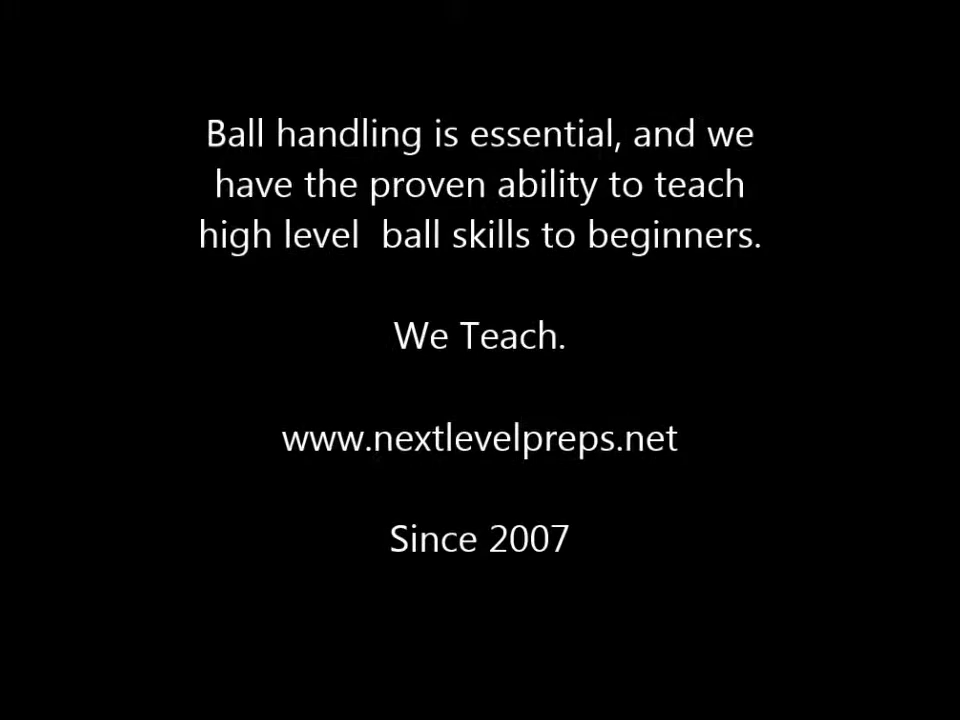 Ball handling is essential, and we
have the proven ability to teach
high level  ball skills to beginners.
We Teach.
www.nextlevelpreps.net
Since 2007